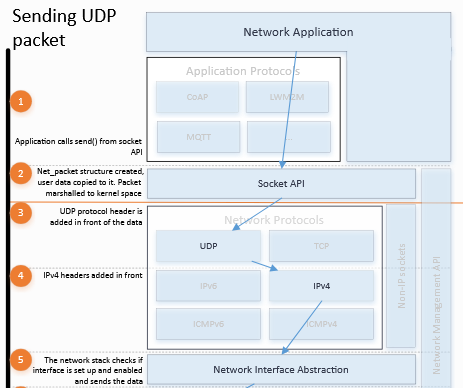 Sending UDP
packet
Network Application
Application Protocols
CoAP
LWM2M
MQTT
...
1
Application calls send() from socket
API
2
Net_packet structure created,
user data copied to it. Packet
marshalled to kernel space
Socket API
3
UDP protocol header is
added in front of the data
Network Protocols
UDP
TCP
4
IPv4 headers added in front
IPv6
IPv4
ICMPv6
ICMPv4
Non-IP sockets
Network Management API
5
The network stack checks if
interface is set up and enabled
and sends the data
Network Interface Abstraction